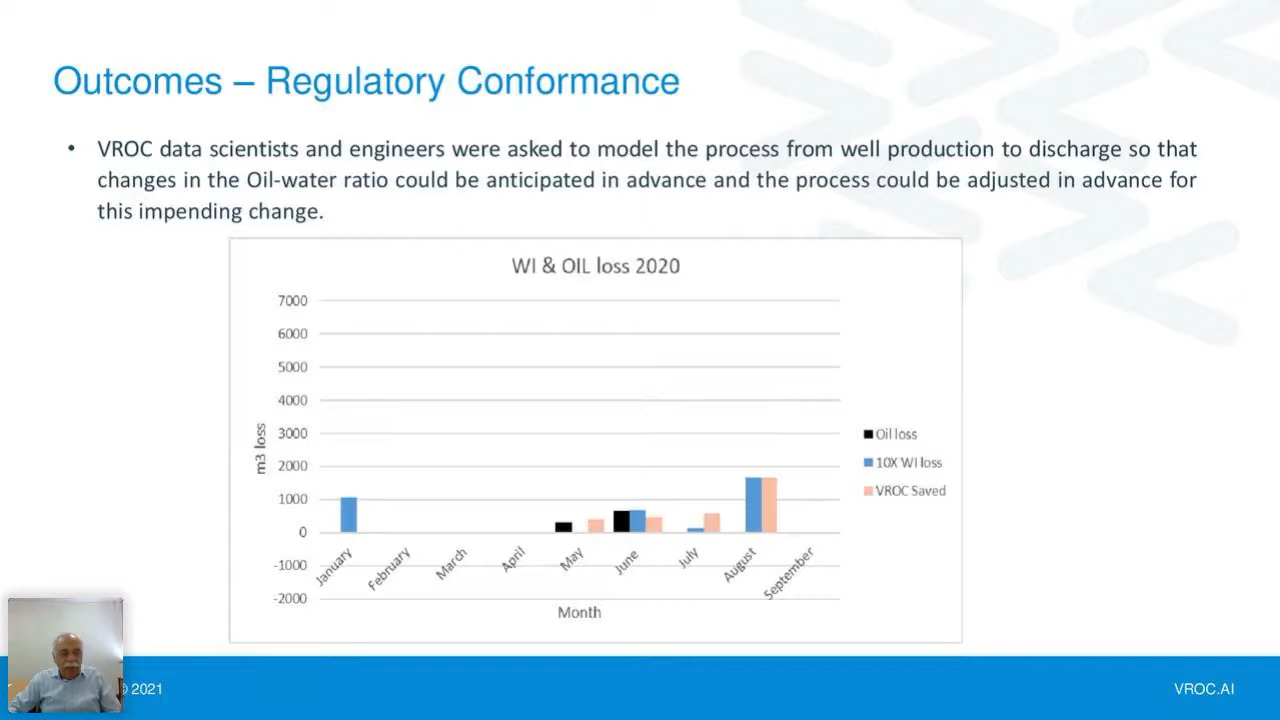 Outcomes – Regulatory Conformance
• VROC data scientists and engineers were asked to model the process from well production to discharge so that
changes in the Oil-water ratio could be anticipated in advance and the process could be adjusted in advance for
this impending change.
WI & OIL loss 2020
7000
6000
5000
4000
3000
2000
1000
0
-1000
-2000
m3 loss
January
February
March
April
May
June
July
August
September
Month
Oil loss
10X WI loss
VROC Saved
© 2021
VROC.AI